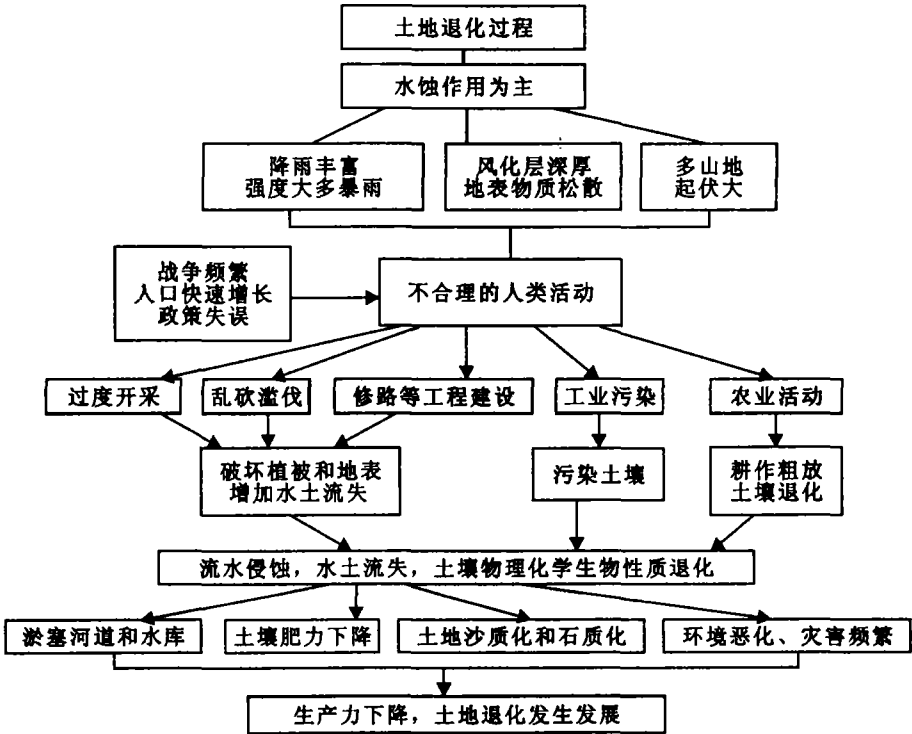 土地退化过程
水蚀作用为主
降雨丰富
强度大多暴雨
风化层深厚
地表物质松散
多山地
起伏大
战争频繁
人口快速增长
政策失误
不合理的人类活动
过度开采
乱砍滥伐
修路等工程建设
工业污染
农业活动
破坏植被和地表
增加水土流失
污染土壤
耕作粗放
土壤退化
流水侵蚀，水土流失，土壤物理化学生物性质退化
淤塞河道和水库
土壤肥力下降
土地沙质化和石质化
环境恶化、灾害频繁
生产力下降，土地退化发生发展